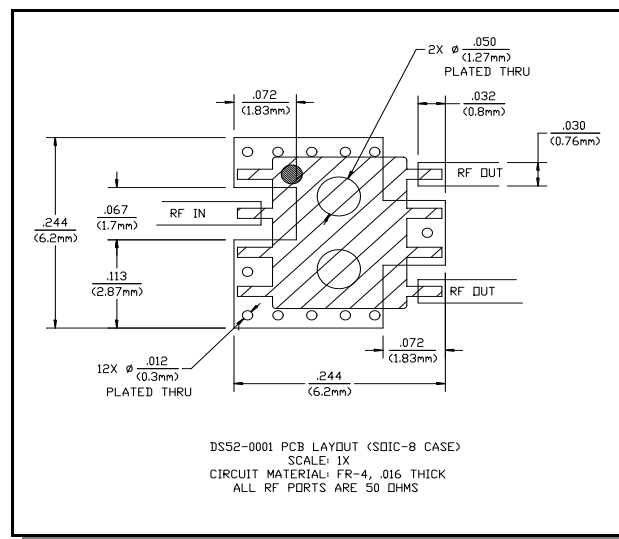 2X ø .050
(1.27mm)
PLATED THRU
.072
(1.83mm)
.032
(0.8mm)
.030
(0.76mm)
RF OUT
RF IN
.067
(1.7mm)
.244
(6.2mm)
.113
(2.87mm)
RF OUT
12X ø .012
(0.3mm)
PLATED THRU
.072
(1.83mm)
.244
(6.2mm)
DS52-0001 PCB LAYOUT (SOIC-8 CASE)
SCALE: 1X
CIRCUIT MATERIAL: FR-4, .016 THICK
ALL RF PORTS ARE 50 OHMS